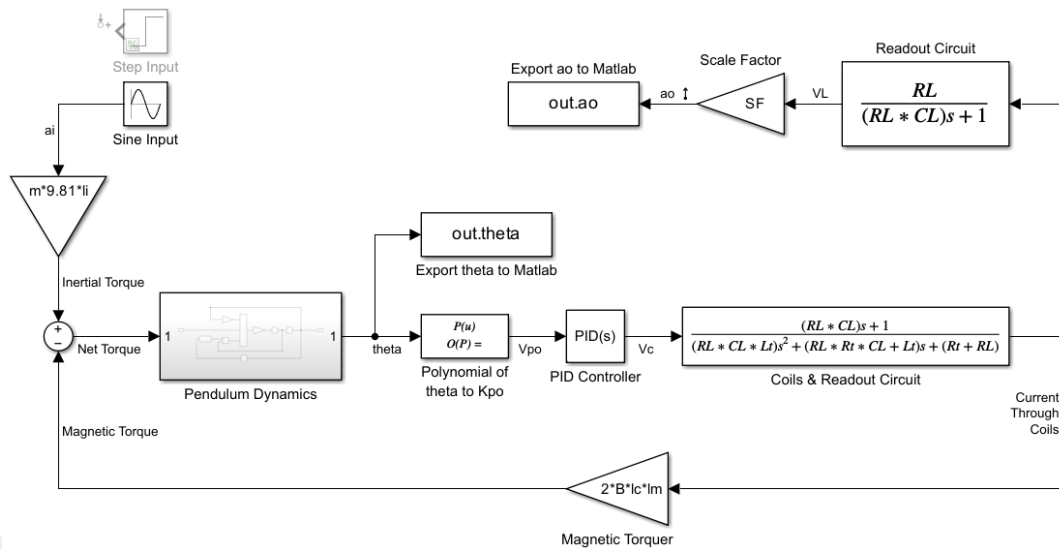 Step Input
Sine Input
ai
m*9.81*li
Inertial Torque
+
−
Net Torque
Magnetic Torque
1
1
Pendulum Dynamics
theta
out.theta
Export theta to Matlab
P(u)
O(P) =
Polynomial of
theta to Kpo
Vpo
PID(s)
PID Controller
Vc
(RL * CL)s + 1
(RL * CL * Lt)s² + (RL * Rt * CL + Lt)s + (Rt + RL)
Coils & Readout Circuit
Current
Through
Coils
2*B*lc*lm
Magnetic Torquer
Readout Circuit
RL
(RL * CL)s + 1
VL
Scale Factor
SF
ao
Export ao to Matlab
out.ao